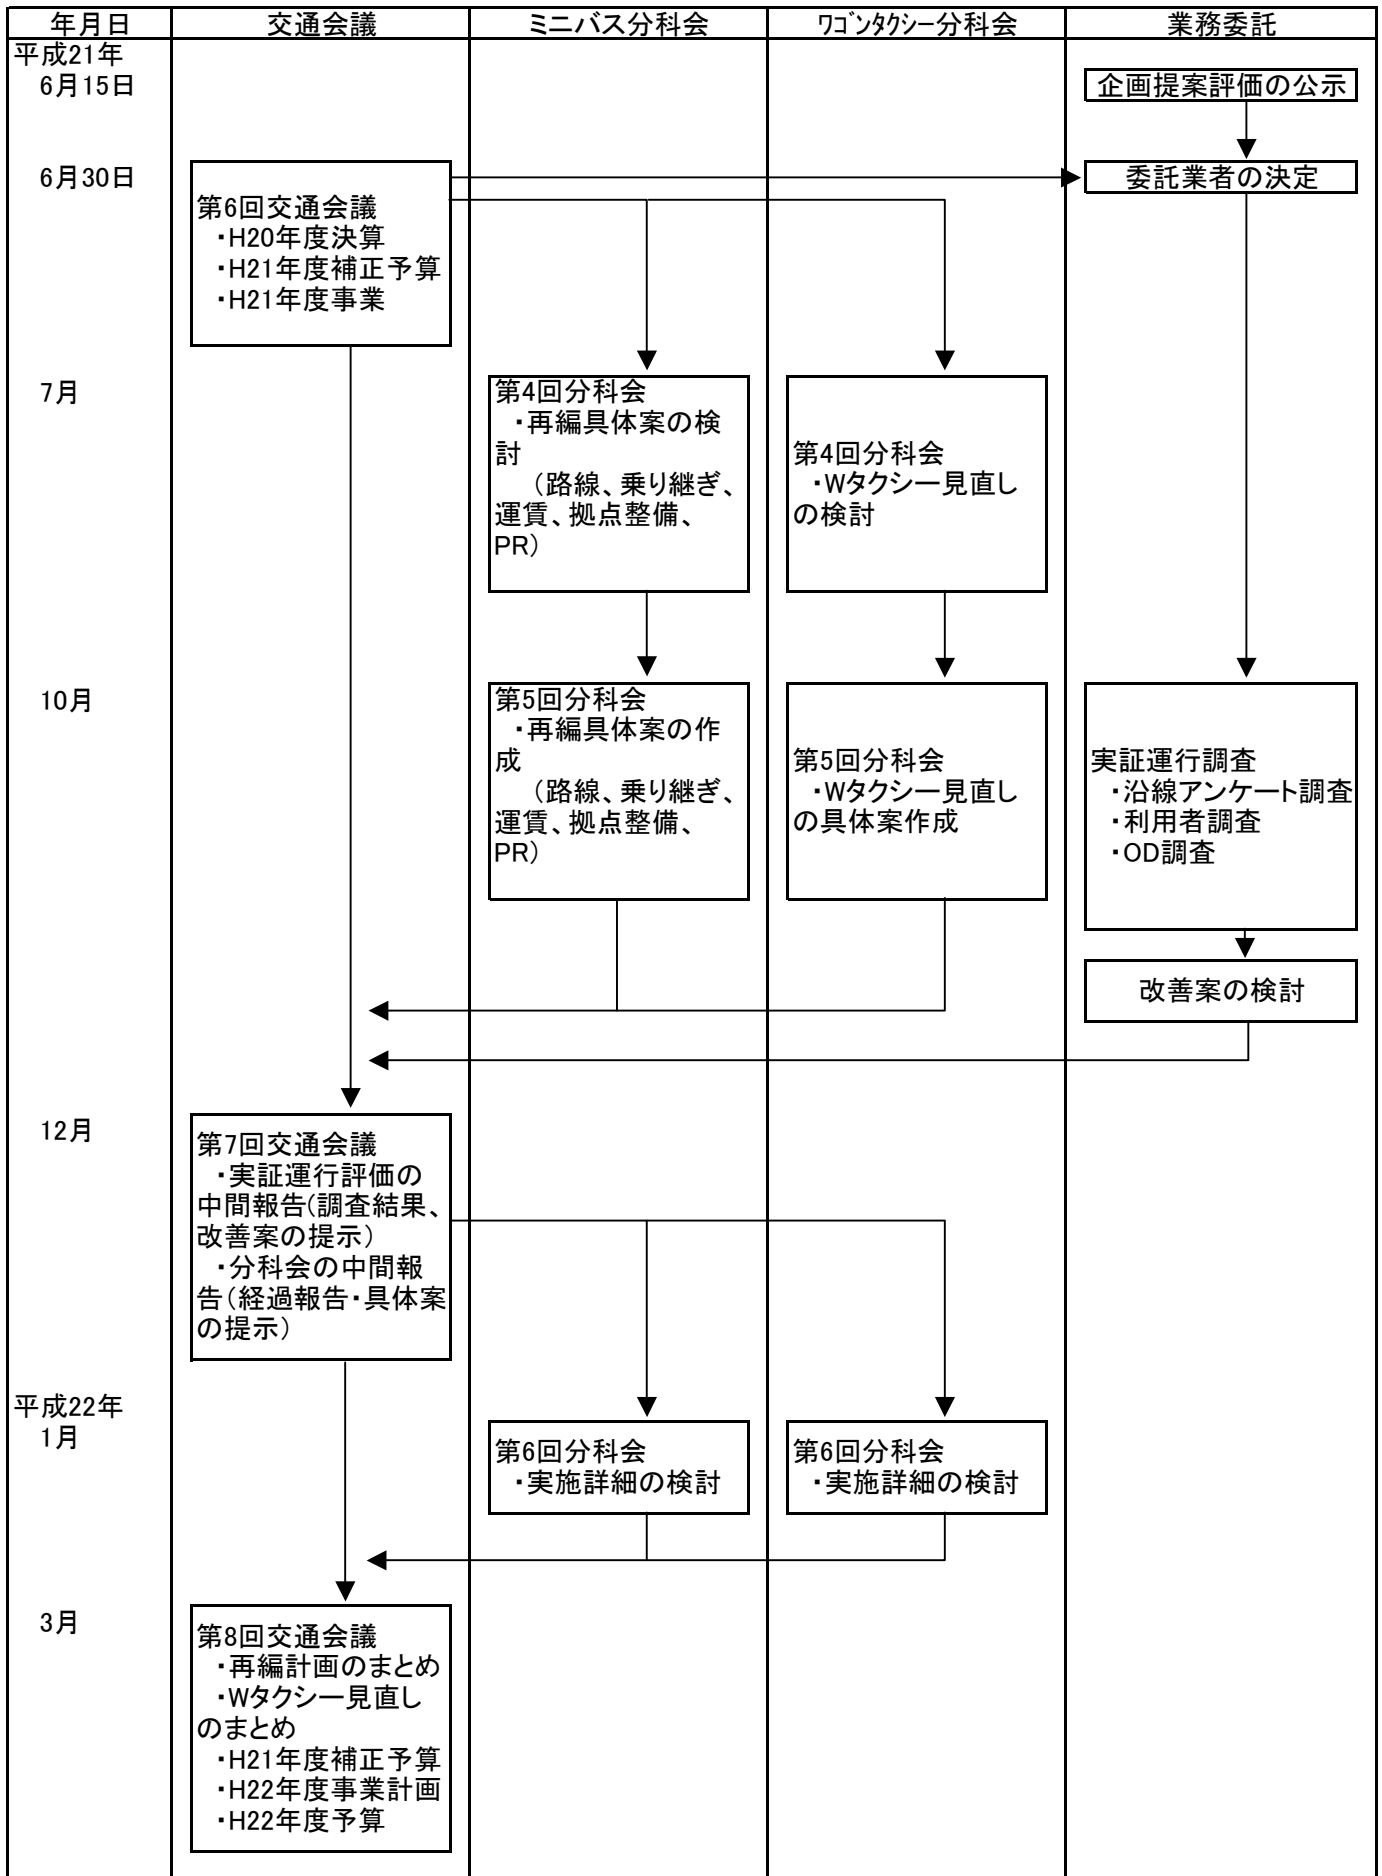 年月日
交通会議
ミニバス分科会
ﾜｺﾞﾝﾀｸｼｰ分科会
業務委託
平成21年
6月15日
企画提案評価の公示
6月30日
第6回交通会議
・H20年度決算
・H21年度補正予算
・H21年度事業
委託業者の決定
7月
第4回分科会
・再編具体案の検
討
（路線、乗り継ぎ、
運賃、拠点整備、
PR）
第4回分科会
・Wタクシー見直し
の検討
10月
第5回分科会
・再編具体案の作
成
（路線、乗り継ぎ、
運賃、拠点整備、
PR）
第5回分科会
・Wタクシー見直し
の具体案作成
実証運行調査
・沿線アンケート調査
・利用者調査
・OD調査
改善案の検討
12月
第7回交通会議
・実証運行評価の
中間報告(調査結果、
改善案の提示）
・分科会の中間報
告（経過報告・具体案
の提示）
平成22年
1月
第6回分科会
・実施詳細の検討
第6回分科会
・実施詳細の検討
3月
第8回交通会議
・再編計画のまとめ
・Wタクシー見直し
のまとめ
・H21年度補正予算
・H22年度事業計画
・H22年度予算